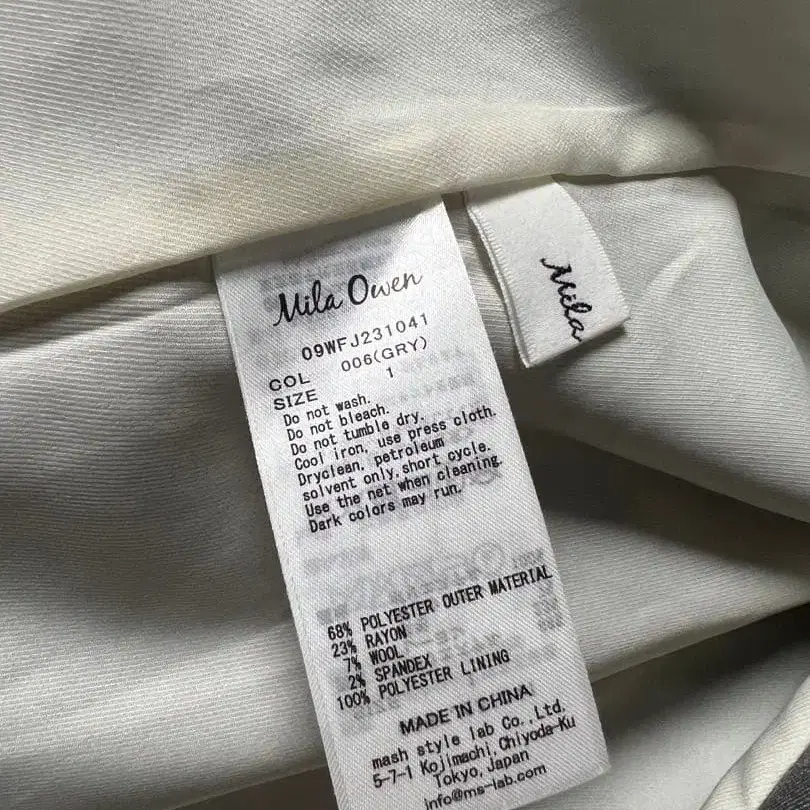 Mila Owen
09WFJ231041
COL 006(GRY)
SIZE 1
Do not wash.
Do not bleach.
Do not tumble dry.
Cool iron, use press cloth.
Dryclean, petroleum
solvent only, short cycle.
Use the net when cleaning.
Dark colors may run.
68% POLYESTER OUTER MATERIAL
23% RAYON
7% WOOL
2% SPANDEX
100% POLYESTER LINING
MADE IN CHINA
mash style lab Co.,Ltd.
5-7-1 Kojimachi, Chiyoda-Ku
Tokyo, Japan
info@ms-lab.com
Mila